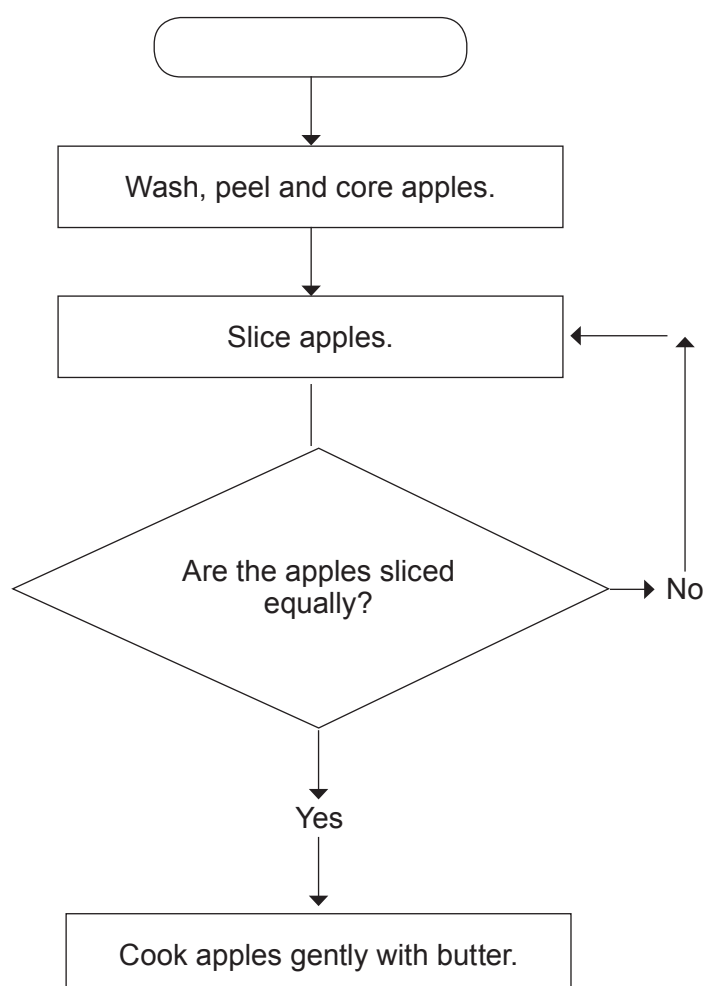 Wash, peel and core apples.
Slice apples.
Are the apples sliced
equally?
No
Yes
Cook apples gently with butter.